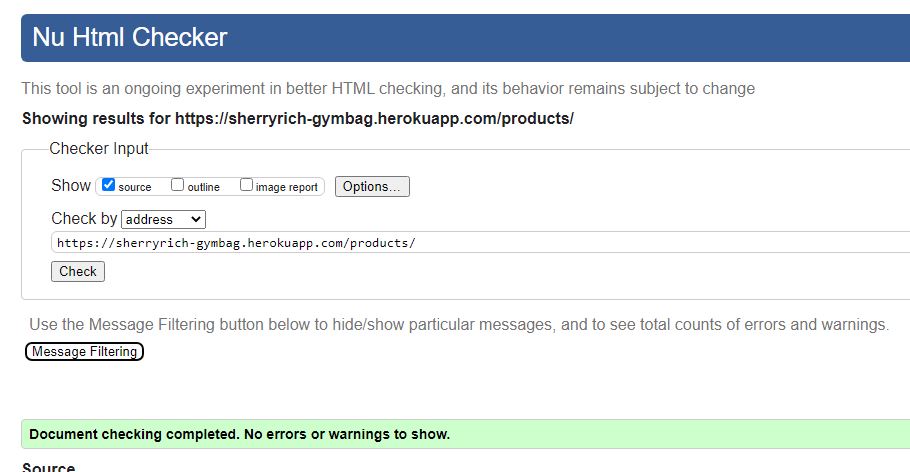 Nu Html Checker
This tool is an ongoing experiment in better HTML checking, and its behavior remains subject to change
Showing results for https://sherryrich-gymbag.herokuapp.com/products/
Checker Input
Show source outline image report Options...
Check by address
https://sherryrich-gymbag.herokuapp.com/products/
Check
Use the Message Filtering button below to hide/show particular messages, and to see total counts of errors and warnings.
Message Filtering
Document checking completed. No errors or warnings to show.
Source